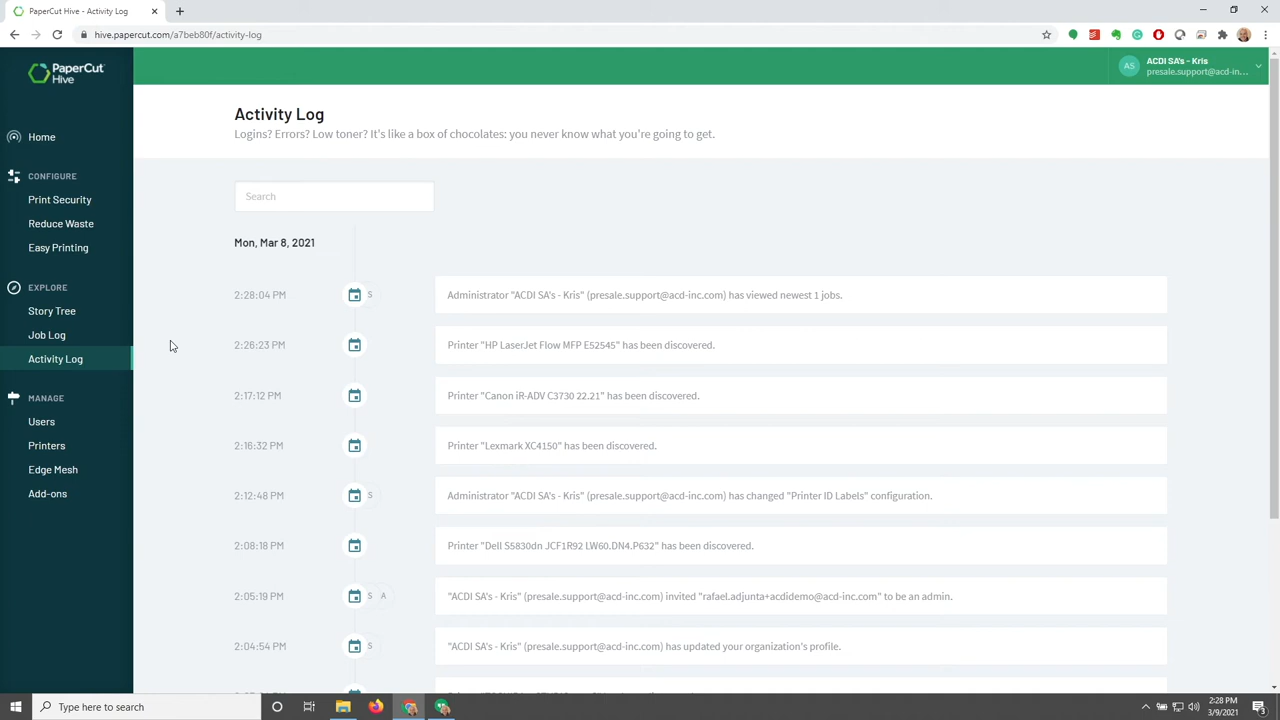 PaperCut Hive - Activity Log
hive.papercut.com/a7beb80f/activity-log
PaperCut
Hive
AS
ACDI SA's - Kris
presale.support@acd-in...
Home
CONFIGURE
Print Security
Reduce Waste
Easy Printing
EXPLORE
Story Tree
Job Log
Activity Log
MANAGE
Users
Printers
Edge Mesh
Add-ons
Activity Log
Logins? Errors? Low toner? It's like a box of chocolates: you never know what you're going to get.
Search
Mon, Mar 8, 2021
2:28:04 PM S Administrator "ACDI SA's - Kris" (presale.support@acd-inc.com) has viewed newest 1 jobs.
2:26:23 PM Printer "HP LaserJet Flow MFP E52545" has been discovered.
2:17:12 PM Printer "Canon iR-ADV C3730 22.21" has been discovered.
2:16:32 PM Printer "Lexmark XC4150" has been discovered.
2:12:48 PM S Administrator "ACDI SA's - Kris" (presale.support@acd-inc.com) has changed "Printer ID Labels" configuration.
2:08:18 PM Printer "Dell S5830dn JCF1R92 LW60.DN4.P632" has been discovered.
2:05:19 PM S A "ACDI SA's - Kris" (presale.support@acd-inc.com) invited "rafael.adjunta+acdidemo@acd-inc.com" to be an admin.
2:04:54 PM S "ACDI SA's - Kris" (presale.support@acd-inc.com) has updated your organization's profile.
Type here to search
2:28 PM
3/9/2021
3